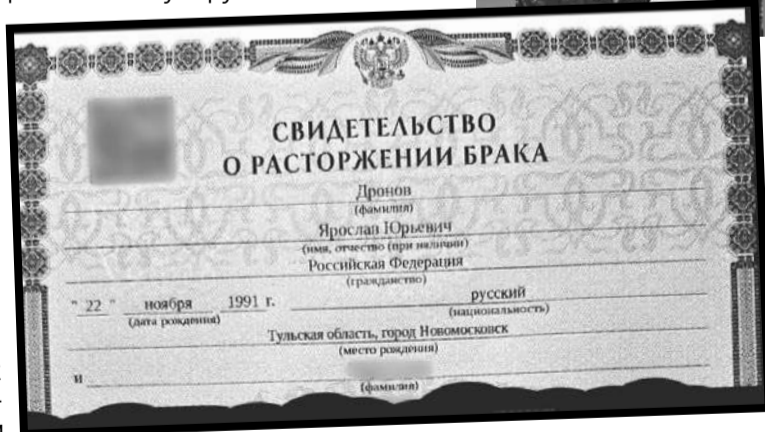 СВИДЕТЕЛЬСТВО
О РАСТОРЖЕНИИ БРАКА
Дронов
(фамилия)
Ярослав Юрьевич
(имя, отчество (при наличии)
Российская Федерация
(гражданство)
" 22 " ноября 1991 г. русский
(дата рождения) (национальность)
Тульская область, город Новомосковск
(место рождения)
и
(фамилия)